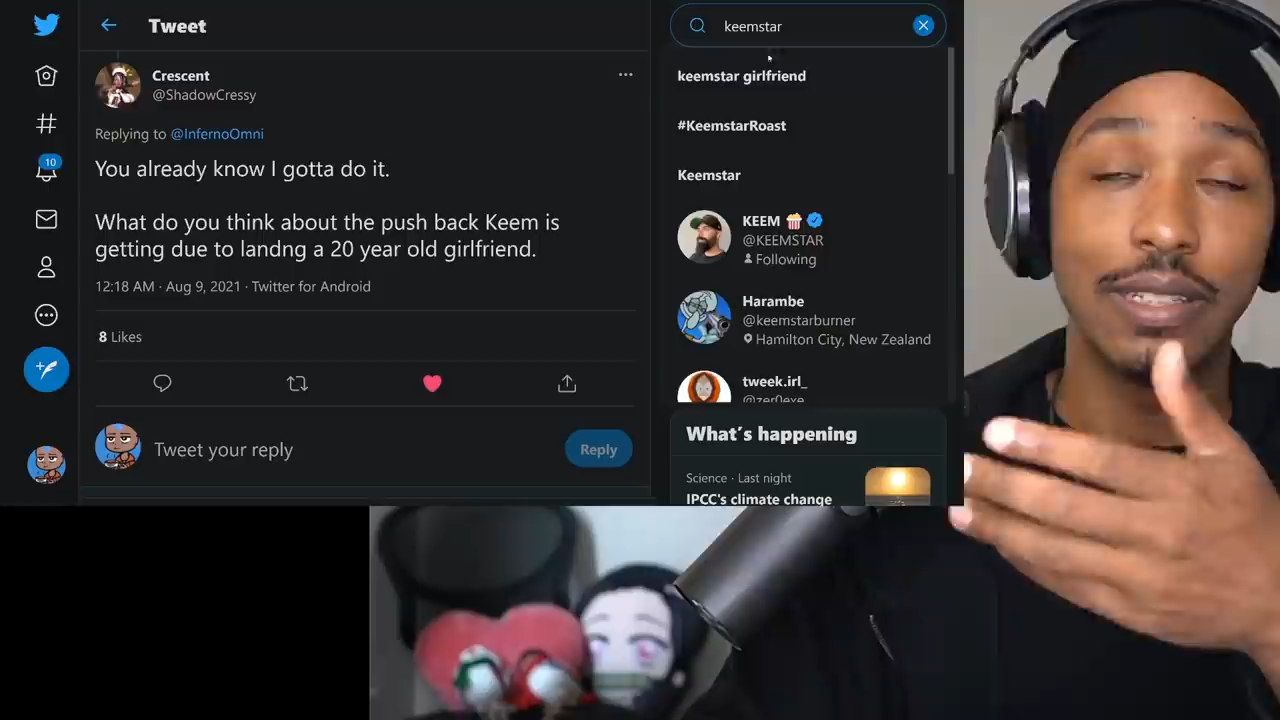 Tweet
Crescent
@ShadowCressy
Replying to @InfernoOmni
You already know I gotta do it.
What do you think about the push back Keem is
getting due to landng a 20 year old girlfriend.
12:18 AM · Aug 9, 2021 · Twitter for Android
8 Likes
Tweet your reply
Reply
10
keemstar
keemstar girlfriend
#KeemstarRoast
Keemstar
KEEM 🍿
@KEEMSTAR
Following
Harambe
@keemstarburner
Hamilton City, New Zealand
tweek.irl_
@zer0exe
What's happening
Science · Last night
IPCC's climate change